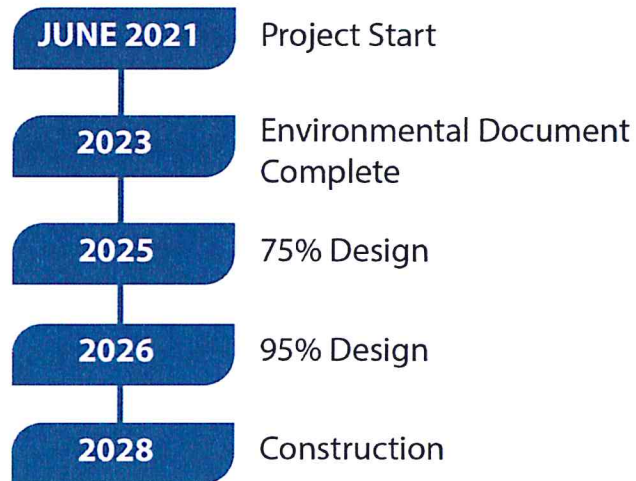 JUNE 2021 Project Start
2023 Environmental Document
Complete
2025 75% Design
2026 95% Design
2028 Construction